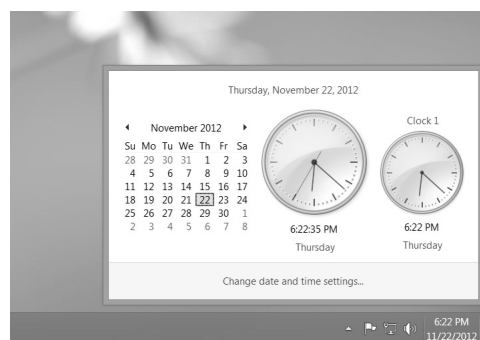 Thursday, November 22, 2012
November 2012
Su Mo Tu We Th Fr Sa
28 29 30 31 1 2 3
4 5 6 7 8 9 10
11 12 13 14 15 16 17
18 19 20 21 22 23 24
25 26 27 28 29 30 1
2 3 4 5 6 7 8
6:22:35 PM
Thursday
Clock 1
6:22 PM
Thursday
Change date and time settings...
6:22 PM
11/22/2012